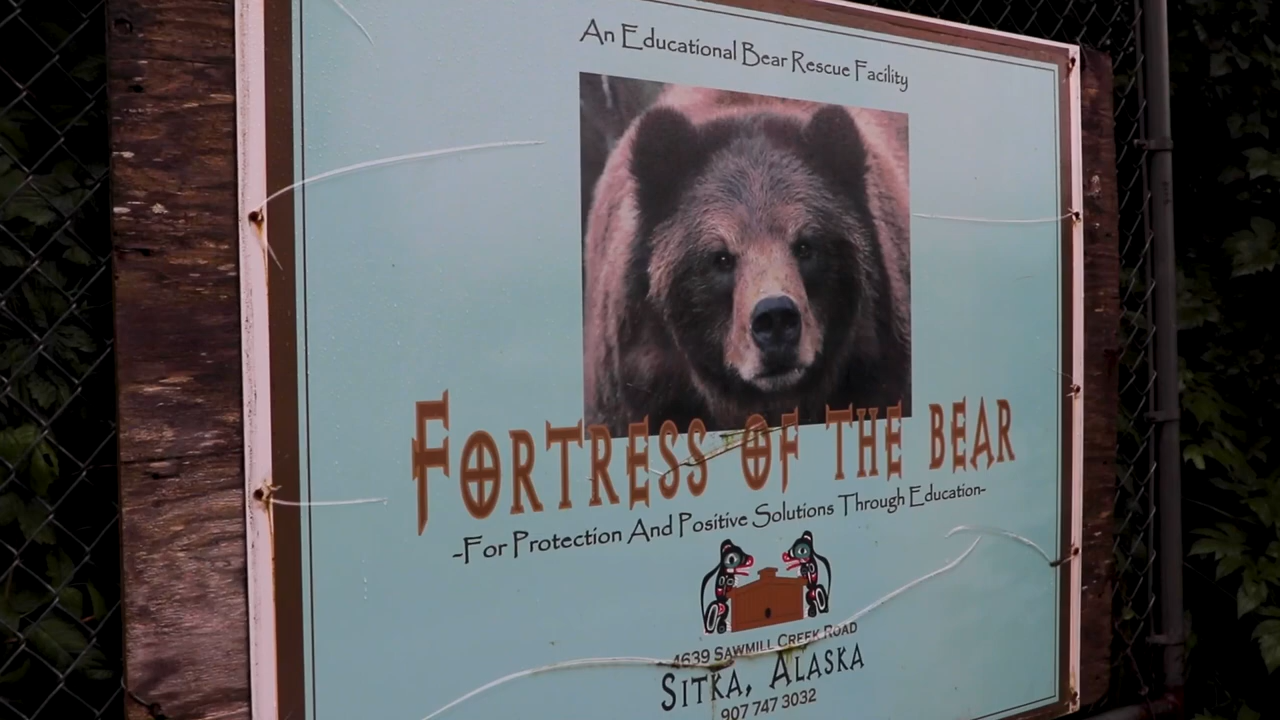 An Educational Bear Rescue Facility
FORTRESS OF THE BEAR
-For Protection And Positive Solutions Through Education-
4639 SAWMILL CREEK ROAD
SITKA, ALASKA
907 747 3032